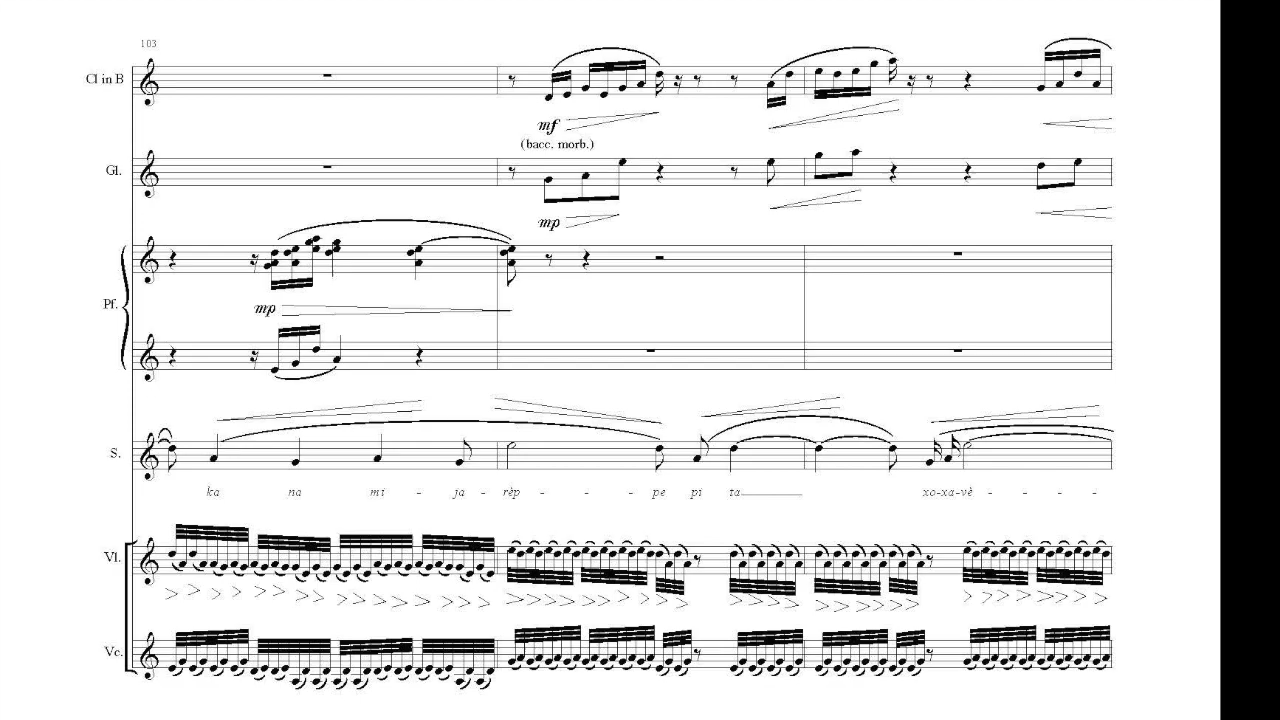 103
Cl in B
mf
(bacc. morb.)
Gl.
mp
Pf.
mp
S.
ka na mi - ja - rèp - - - pe pi ta xo-xa-vè - - - -
Vl.
Vc.